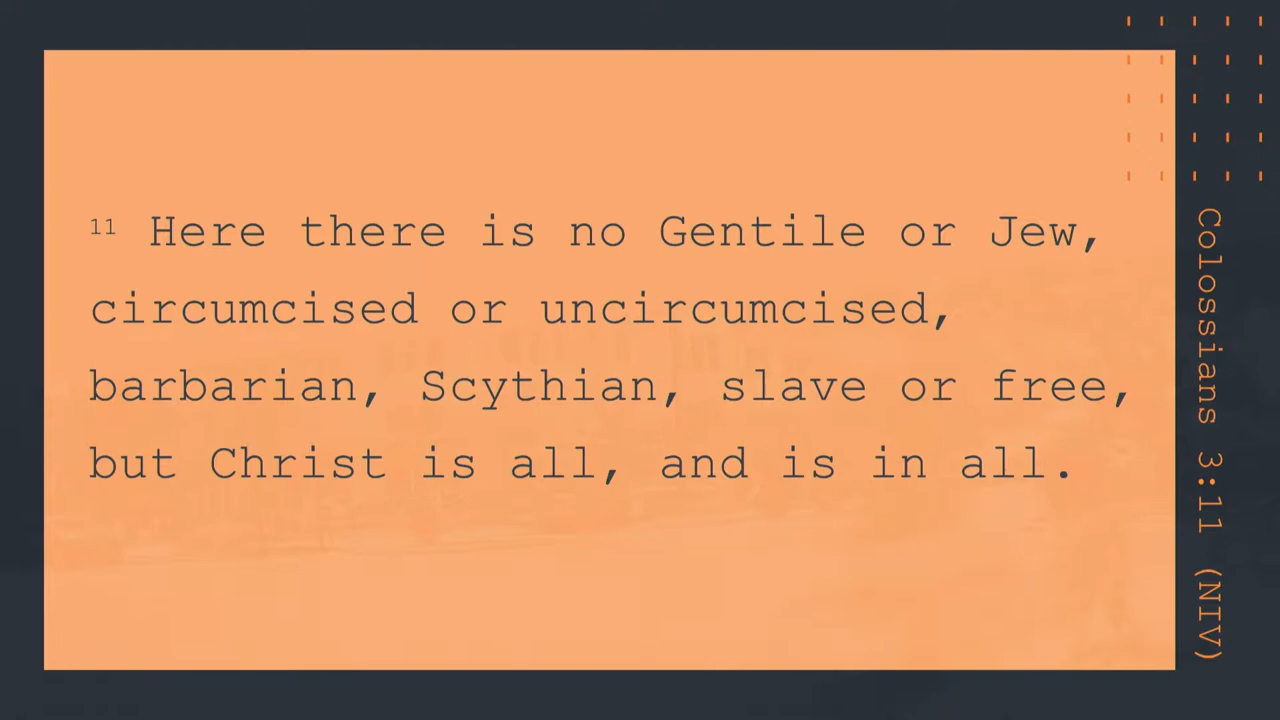 11 Here there is no Gentile or Jew,
circumcised or uncircumcised,
barbarian, Scythian, slave or free,
but Christ is all, and is in all.
Colossians 3:11 (NIV)